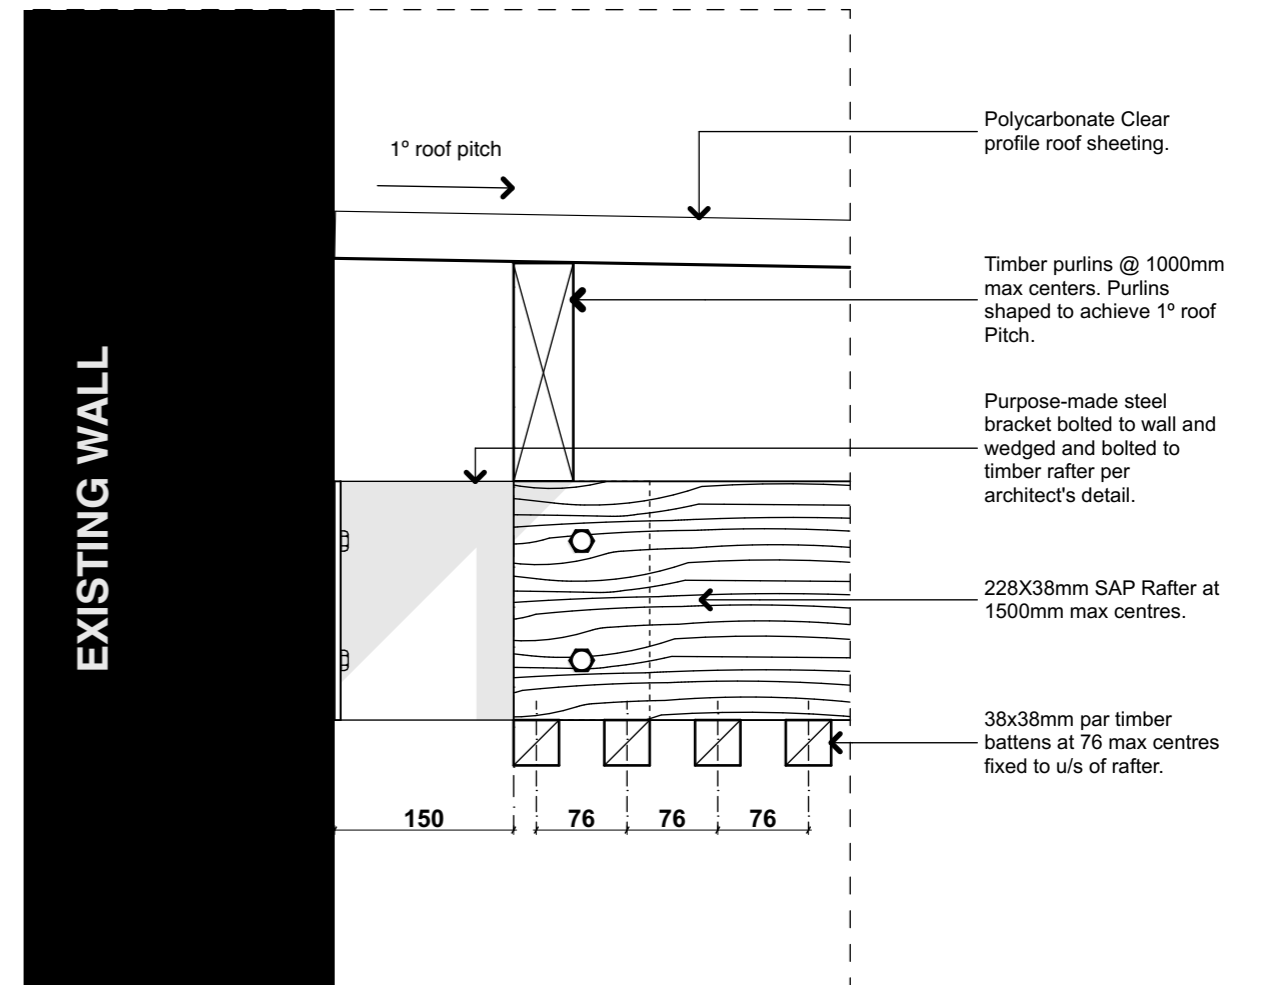 Polycarbonate Clear
profile roof sheeting.
1º roof pitch
Timber purlins @ 1000mm
max centers. Purlins
shaped to achieve 1º roof
Pitch.
EXISTING WALL
Purpose-made steel
bracket bolted to wall and
wedged and bolted to
timber rafter per
architect's detail.
228X38mm SAP Rafter at
1500mm max centres.
38x38mm par timber
battens at 76 max centres
fixed to u/s of rafter.
150 76 76 76